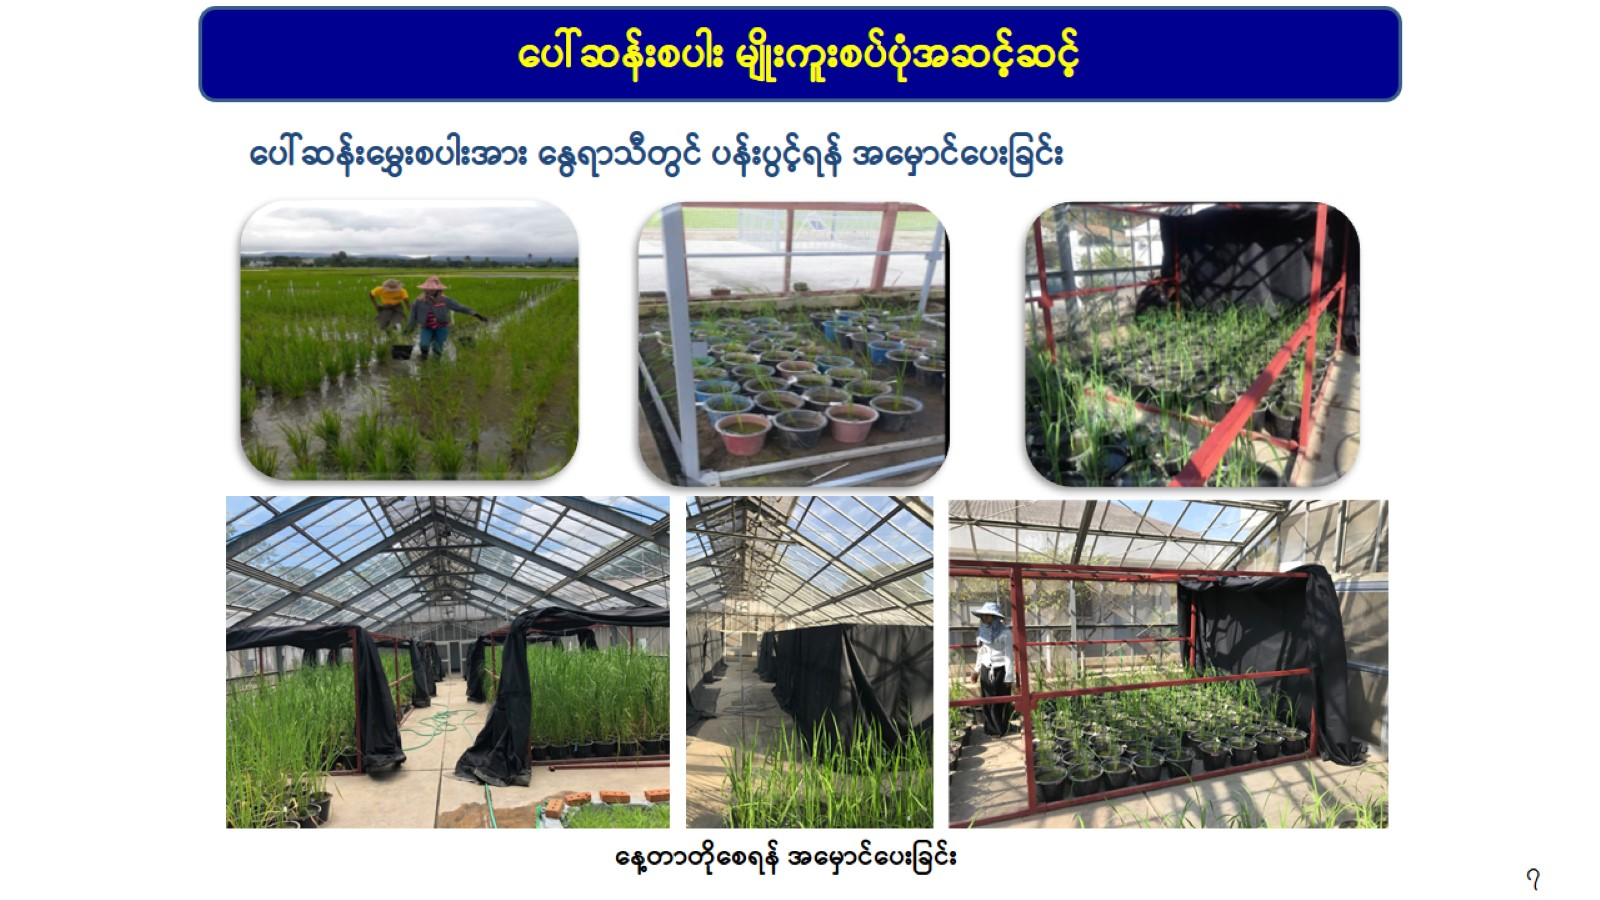 ပေါ်ဆန်းစပါး မျိုးကူးစပ်ပုံအဆင့်ဆင့်
ပေါ်ဆန်းမွှေးစပါးအား နွေရာသီတွင် ပန်းပွင့်ရန် အမှောင်ပေးခြင်း
နေ့တာတိုစေရန် အမှောင်ပေးခြင်း
၇